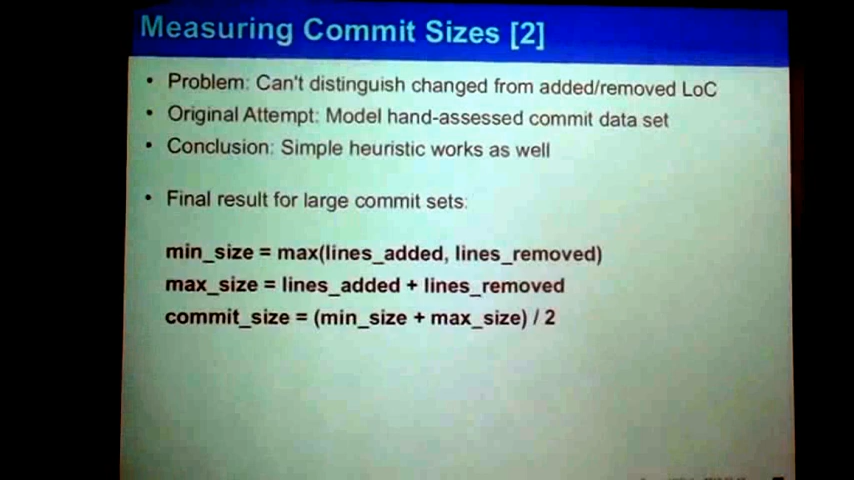 Measuring Commit Sizes [2]
• Problem: Can't distinguish changed from added/removed LoC
• Original Attempt: Model hand-assessed commit data set
• Conclusion: Simple heuristic works as well
• Final result for large commit sets:
min_size = max(lines_added, lines_removed)
max_size = lines_added + lines_removed
commit_size = (min_size + max_size) / 2